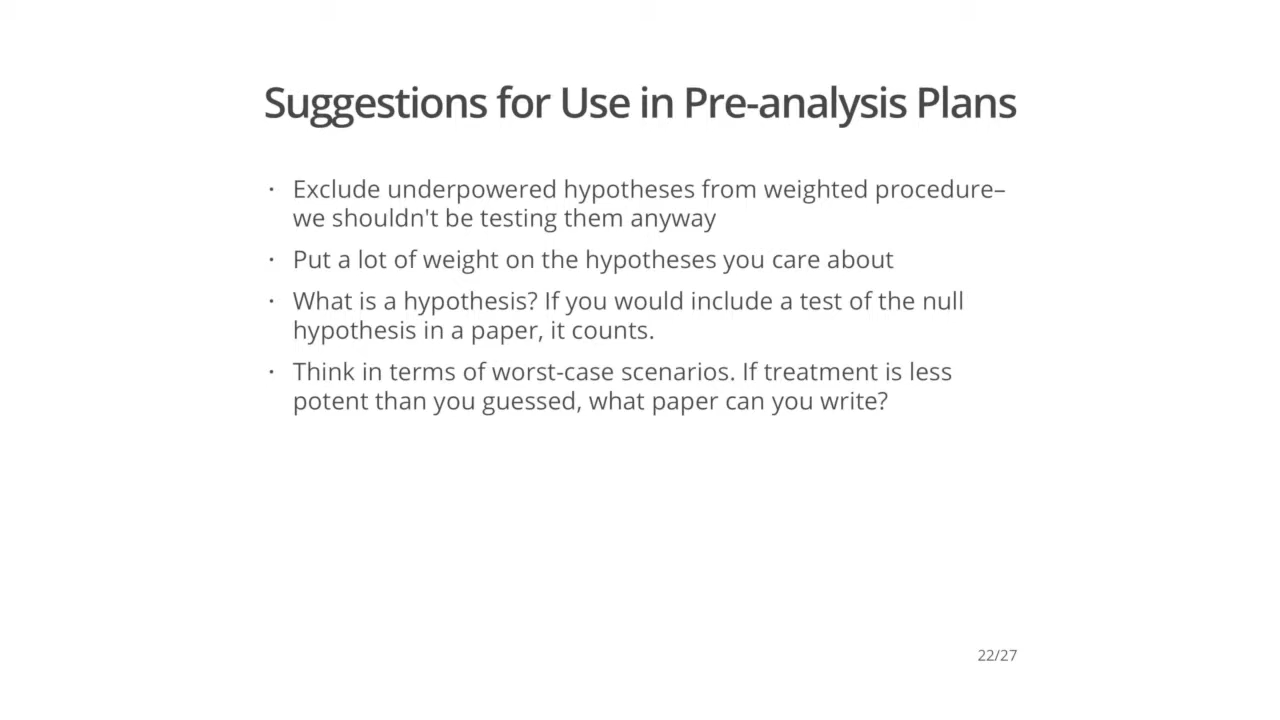 Suggestions for Use in Pre-analysis Plans
· Exclude underpowered hypotheses from weighted procedure–
we shouldn't be testing them anyway
· Put a lot of weight on the hypotheses you care about
· What is a hypothesis? If you would include a test of the null
hypothesis in a paper, it counts.
· Think in terms of worst-case scenarios. If treatment is less
potent than you guessed, what paper can you write?
22/27